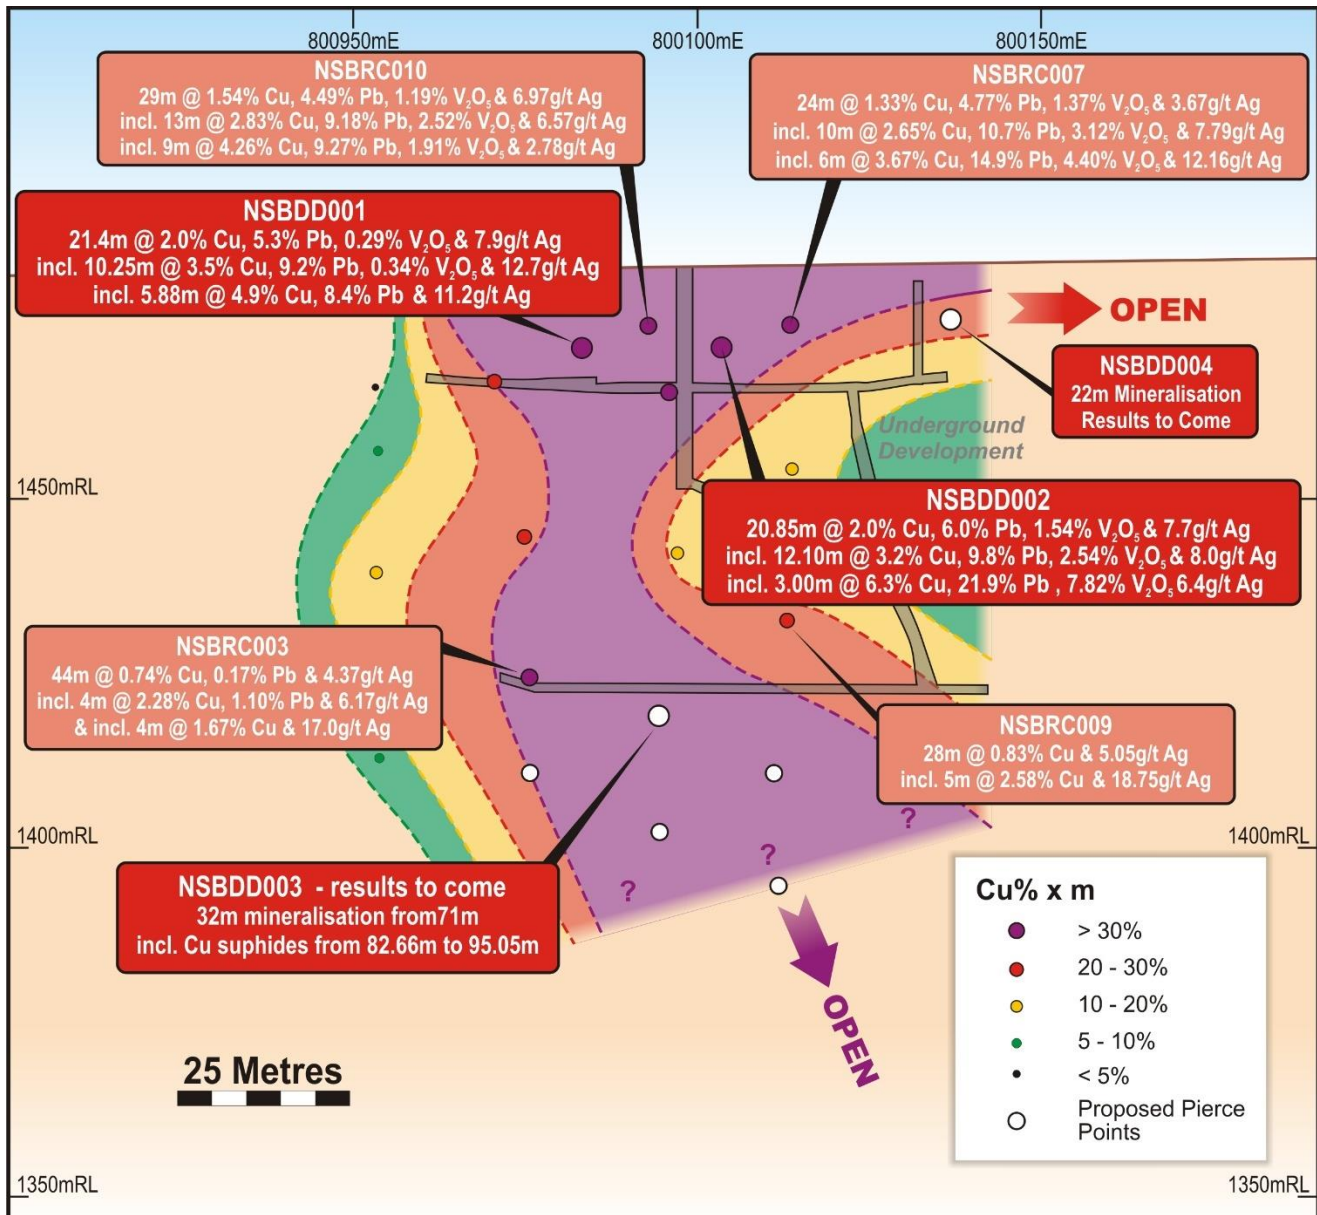 800950mE
800100mE
800150mE
NSBRC010
29m @ 1.54% Cu, 4.49% Pb, 1.19% V₂O₅ & 6.97g/t Ag
incl. 13m @ 2.83% Cu, 9.18% Pb, 2.52% V₂O₅ & 6.57g/t Ag
incl. 9m @ 4.26% Cu, 9.27% Pb, 1.91% V₂O₅ & 2.78g/t Ag
NSBRC007
24m @ 1.33% Cu, 4.77% Pb, 1.37% V₂O₅ & 3.67g/t Ag
incl. 10m @ 2.65% Cu, 10.7% Pb, 3.12% V₂O₅ & 7.79g/t Ag
incl. 6m @ 3.67% Cu, 14.9% Pb, 4.40% V₂O₅ & 12.16g/t Ag
NSBDD001
21.4m @ 2.0% Cu, 5.3% Pb, 0.29% V₂O₅ & 7.9g/t Ag
incl. 10.25m @ 3.5% Cu, 9.2% Pb, 0.34% V₂O₅ & 12.7g/t Ag
incl. 5.88m @ 4.9% Cu, 8.4% Pb & 11.2g/t Ag
OPEN
NSBDD004
22m Mineralisation
Results to Come
Underground
Development
1450mRL
NSBDD002
20.85m @ 2.0% Cu, 6.0% Pb, 1.54% V₂O₅ & 7.7g/t Ag
incl. 12.10m @ 3.2% Cu, 9.8% Pb, 2.54% V₂O₅ & 8.0g/t Ag
incl. 3.00m @ 6.3% Cu, 21.9% Pb , 7.82% V₂O₅ 6.4g/t Ag
NSBRC003
44m @ 0.74% Cu, 0.17% Pb & 4.37g/t Ag
incl. 4m @ 2.28% Cu, 1.10% Pb & 6.17g/t Ag
& incl. 4m @ 1.67% Cu & 17.0g/t Ag
NSBRC009
28m @ 0.83% Cu & 5.05g/t Ag
incl. 5m @ 2.58% Cu & 18.75g/t Ag
1400mRL
1400mRL
?
?
?
NSBDD003 - results to come
32m mineralisation from71m
incl. Cu suphides from 82.66m to 95.05m
OPEN
Cu% x m
> 30%
20 - 30%
10 - 20%
5 - 10%
< 5%
Proposed Pierce
Points
25 Metres
1350mRL
1350mRL